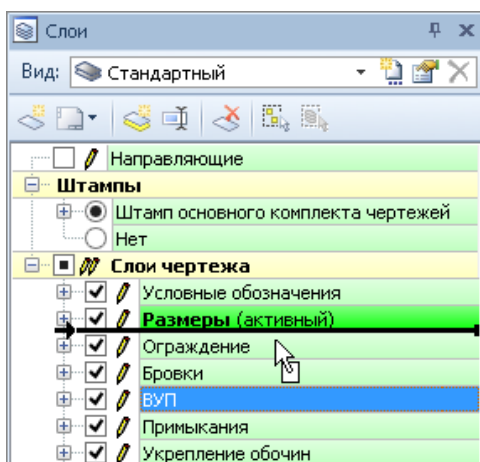 Слои
Вид: Стандартный
Направляющие
Штампы
Штамп основного комплекта чертежей
Нет
Слои чертежа
Условные обозначения
Размеры (активный)
Ограждение
Бровки
ВУП
Примыкания
Укрепление обочин